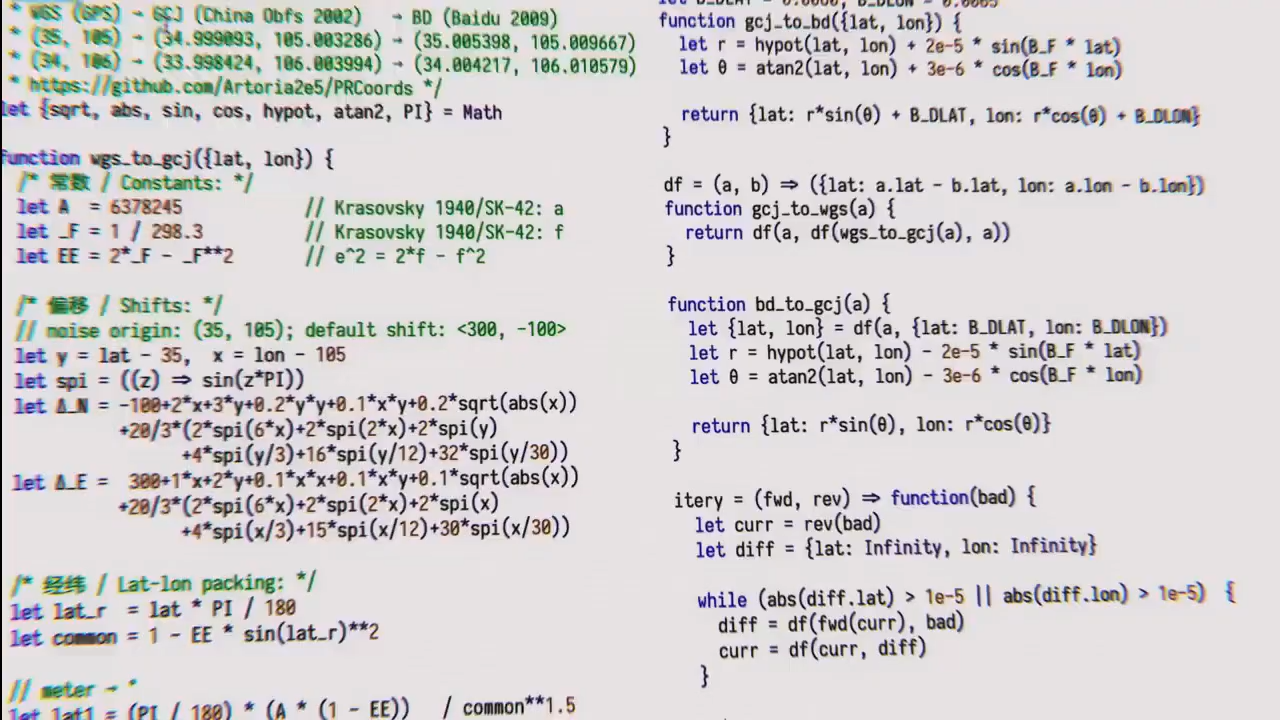 * WGS (GPS) → GCJ (China Obfs 2002)   → BD (Baidu 2009)
* (35, 105) → (34.999093, 105.003286) → (35.005398, 105.009667)
* (34, 106) → (33.998424, 106.003994) → (34.004217, 106.010579)
* https://github.com/Artoria2e5/PRCoords */
let {sqrt, abs, sin, cos, hypot, atan2, PI} = Math
function wgs_to_gcj({lat, lon}) {
/* 常数 / Constants: */
let A  = 6378245          // Krasovsky 1940/SK-42: a
let _F = 1 / 298.3        // Krasovsky 1940/SK-42: f
let EE = 2*_F - _F**2     // e^2 = 2*f - f^2
/* 偏移 / Shifts: */
// noise origin: (35, 105); default shift: <300, -100>
let y = lat - 35,  x = lon - 105
let spi = ((z) ⇒ sin(z*PI))
let Δ_N = -100+2*x+3*y+0.2*y*y+0.1*x*y+0.2*sqrt(abs(x))
+20/3*(2*spi(6*x)+2*spi(2*x)+2*spi(y)
+4*spi(y/3)+16*spi(y/12)+32*spi(y/30))
let Δ_E =  300+1*x+2*y+0.1*x*x+0.1*x*y+0.1*sqrt(abs(x))
+20/3*(2*spi(6*x)+2*spi(2*x)+2*spi(x)
+4*spi(x/3)+15*spi(x/12)+30*spi(x/30))
/* 经纬 / Lat-lon packing: */
let lat_r  = lat * PI / 180
let common = 1 - EE * sin(lat_r)**2
// meter → °
let lat1 = (PI / 180) * (A * (1 - EE))   / common**1.5
function gcj_to_bd({lat, lon}) {
let r = hypot(lat, lon) + 2e-5 * sin(B_F * lat)
let θ = atan2(lat, lon) + 3e-6 * cos(B_F * lon)
return {lat: r*sin(θ) + B_DLAT, lon: r*cos(θ) + B_DLON}
}
df = (a, b) ⇒ ({lat: a.lat - b.lat, lon: a.lon - b.lon})
function gcj_to_wgs(a) {
return df(a, df(wgs_to_gcj(a), a))
}
function bd_to_gcj(a) {
let {lat, lon} = df(a, {lat: B_DLAT, lon: B_DLON})
let r = hypot(lat, lon) - 2e-5 * sin(B_F * lat)
let θ = atan2(lat, lon) - 3e-6 * cos(B_F * lon)
return {lat: r*sin(θ), lon: r*cos(θ)}
}
itery = (fwd, rev) ⇒ function(bad) {
let curr = rev(bad)
let diff = {lat: Infinity, lon: Infinity}
while (abs(diff.lat) > 1e-5 || abs(diff.lon) > 1e-5) {
diff = df(fwd(curr), bad)
curr = df(curr, diff)
}